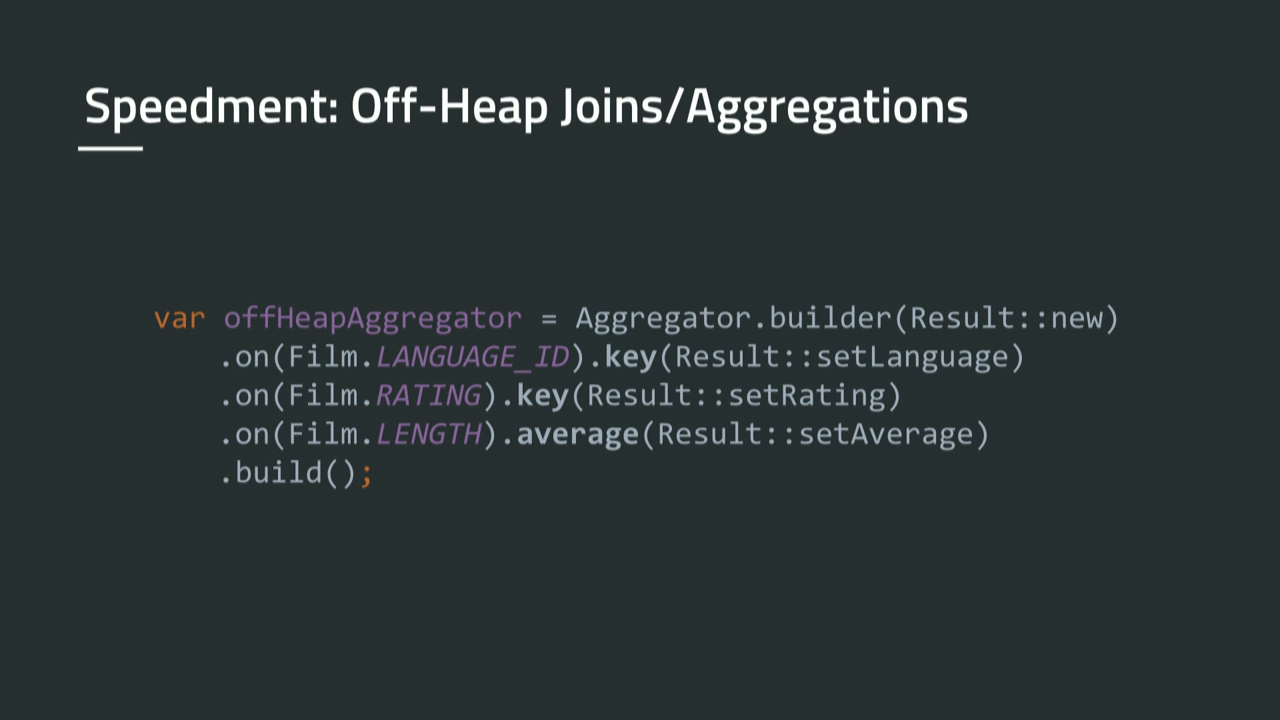 Speedment: Off-Heap Joins/Aggregations
var offHeapAggregator = Aggregator.builder(Result::new)
.on(Film.LANGUAGE_ID).key(Result::setLanguage)
.on(Film.RATING).key(Result::setRating)
.on(Film.LENGTH).average(Result::setAverage)
.build();